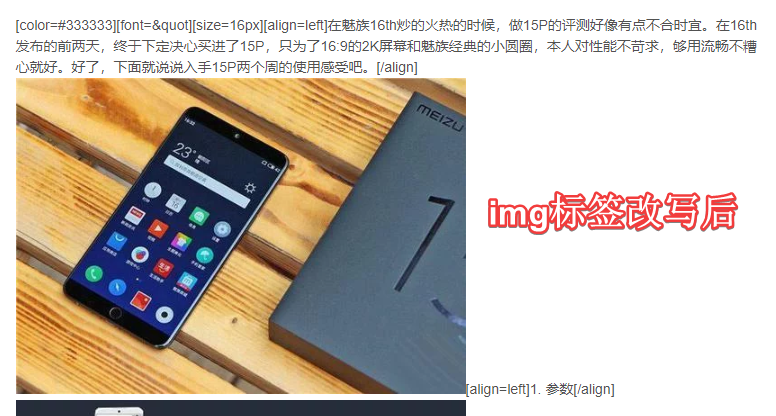 [color=#333333][font=&quot][size=16px][align=left]在魅族16th炒的火热的时候，做15P的评测好像有点不合时宜。在16th
发布的前两天，终于下定决心买进了15P，只为了16:9的2K屏幕和魅族经典的小圆圈，本人对性能不苛求，够用流畅不糟
心就好。好了，下面就说说入手15P两个周的使用感受吧。[/align]
MEIZU
23°
15
img标签改写后
[align=left]1. 参数[/align]